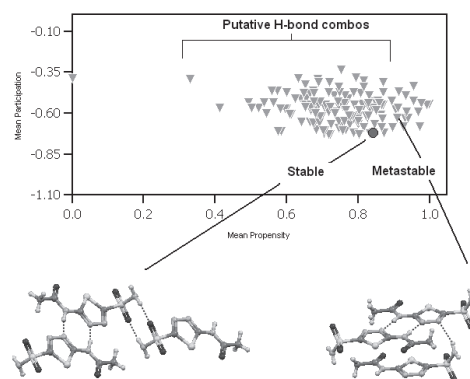 Putative H-bond combos
-0.10
-0.35
-0.60
-0.85
-1.10
Mean Participation
Stable
Metastable
0.0 0.2 0.4 0.6 0.8 1.0
Mean Propensity